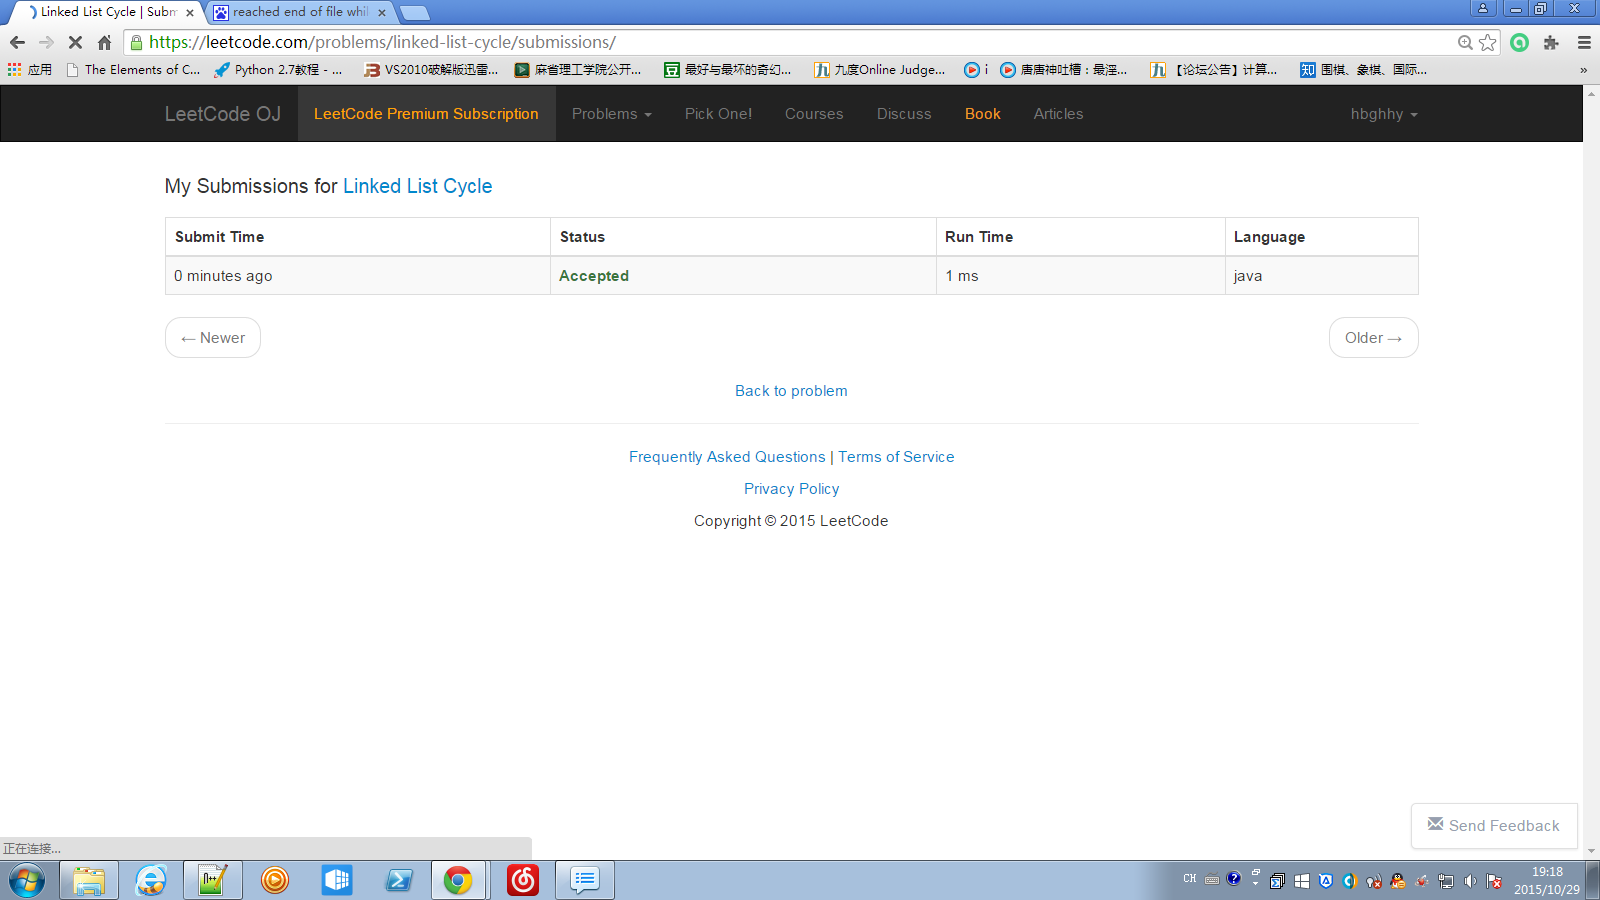 Linked List Cycle | Subm
reached end of file whil
https://leetcode.com/problems/linked-list-cycle/submissions/
应用 The Elements of C... Python 2.7教程 - ... VS2010破解版迅雷... 麻省理工学院公开... 最好与最坏的奇幻... 九度Online Judge... i 唐唐神吐槽：最淫... 【论坛公告】计算... 围棋、象棋、国际... »
LeetCode OJ LeetCode Premium Subscription Problems Pick One! Courses Discuss Book Articles hbghhy
My Submissions for Linked List Cycle
Submit Time Status Run Time Language
0 minutes ago Accepted 1 ms java
← Newer Older →
Back to problem
Frequently Asked Questions | Terms of Service
Privacy Policy
Copyright © 2015 LeetCode
Send Feedback
正在连接...
CH 19:18
2015/10/29